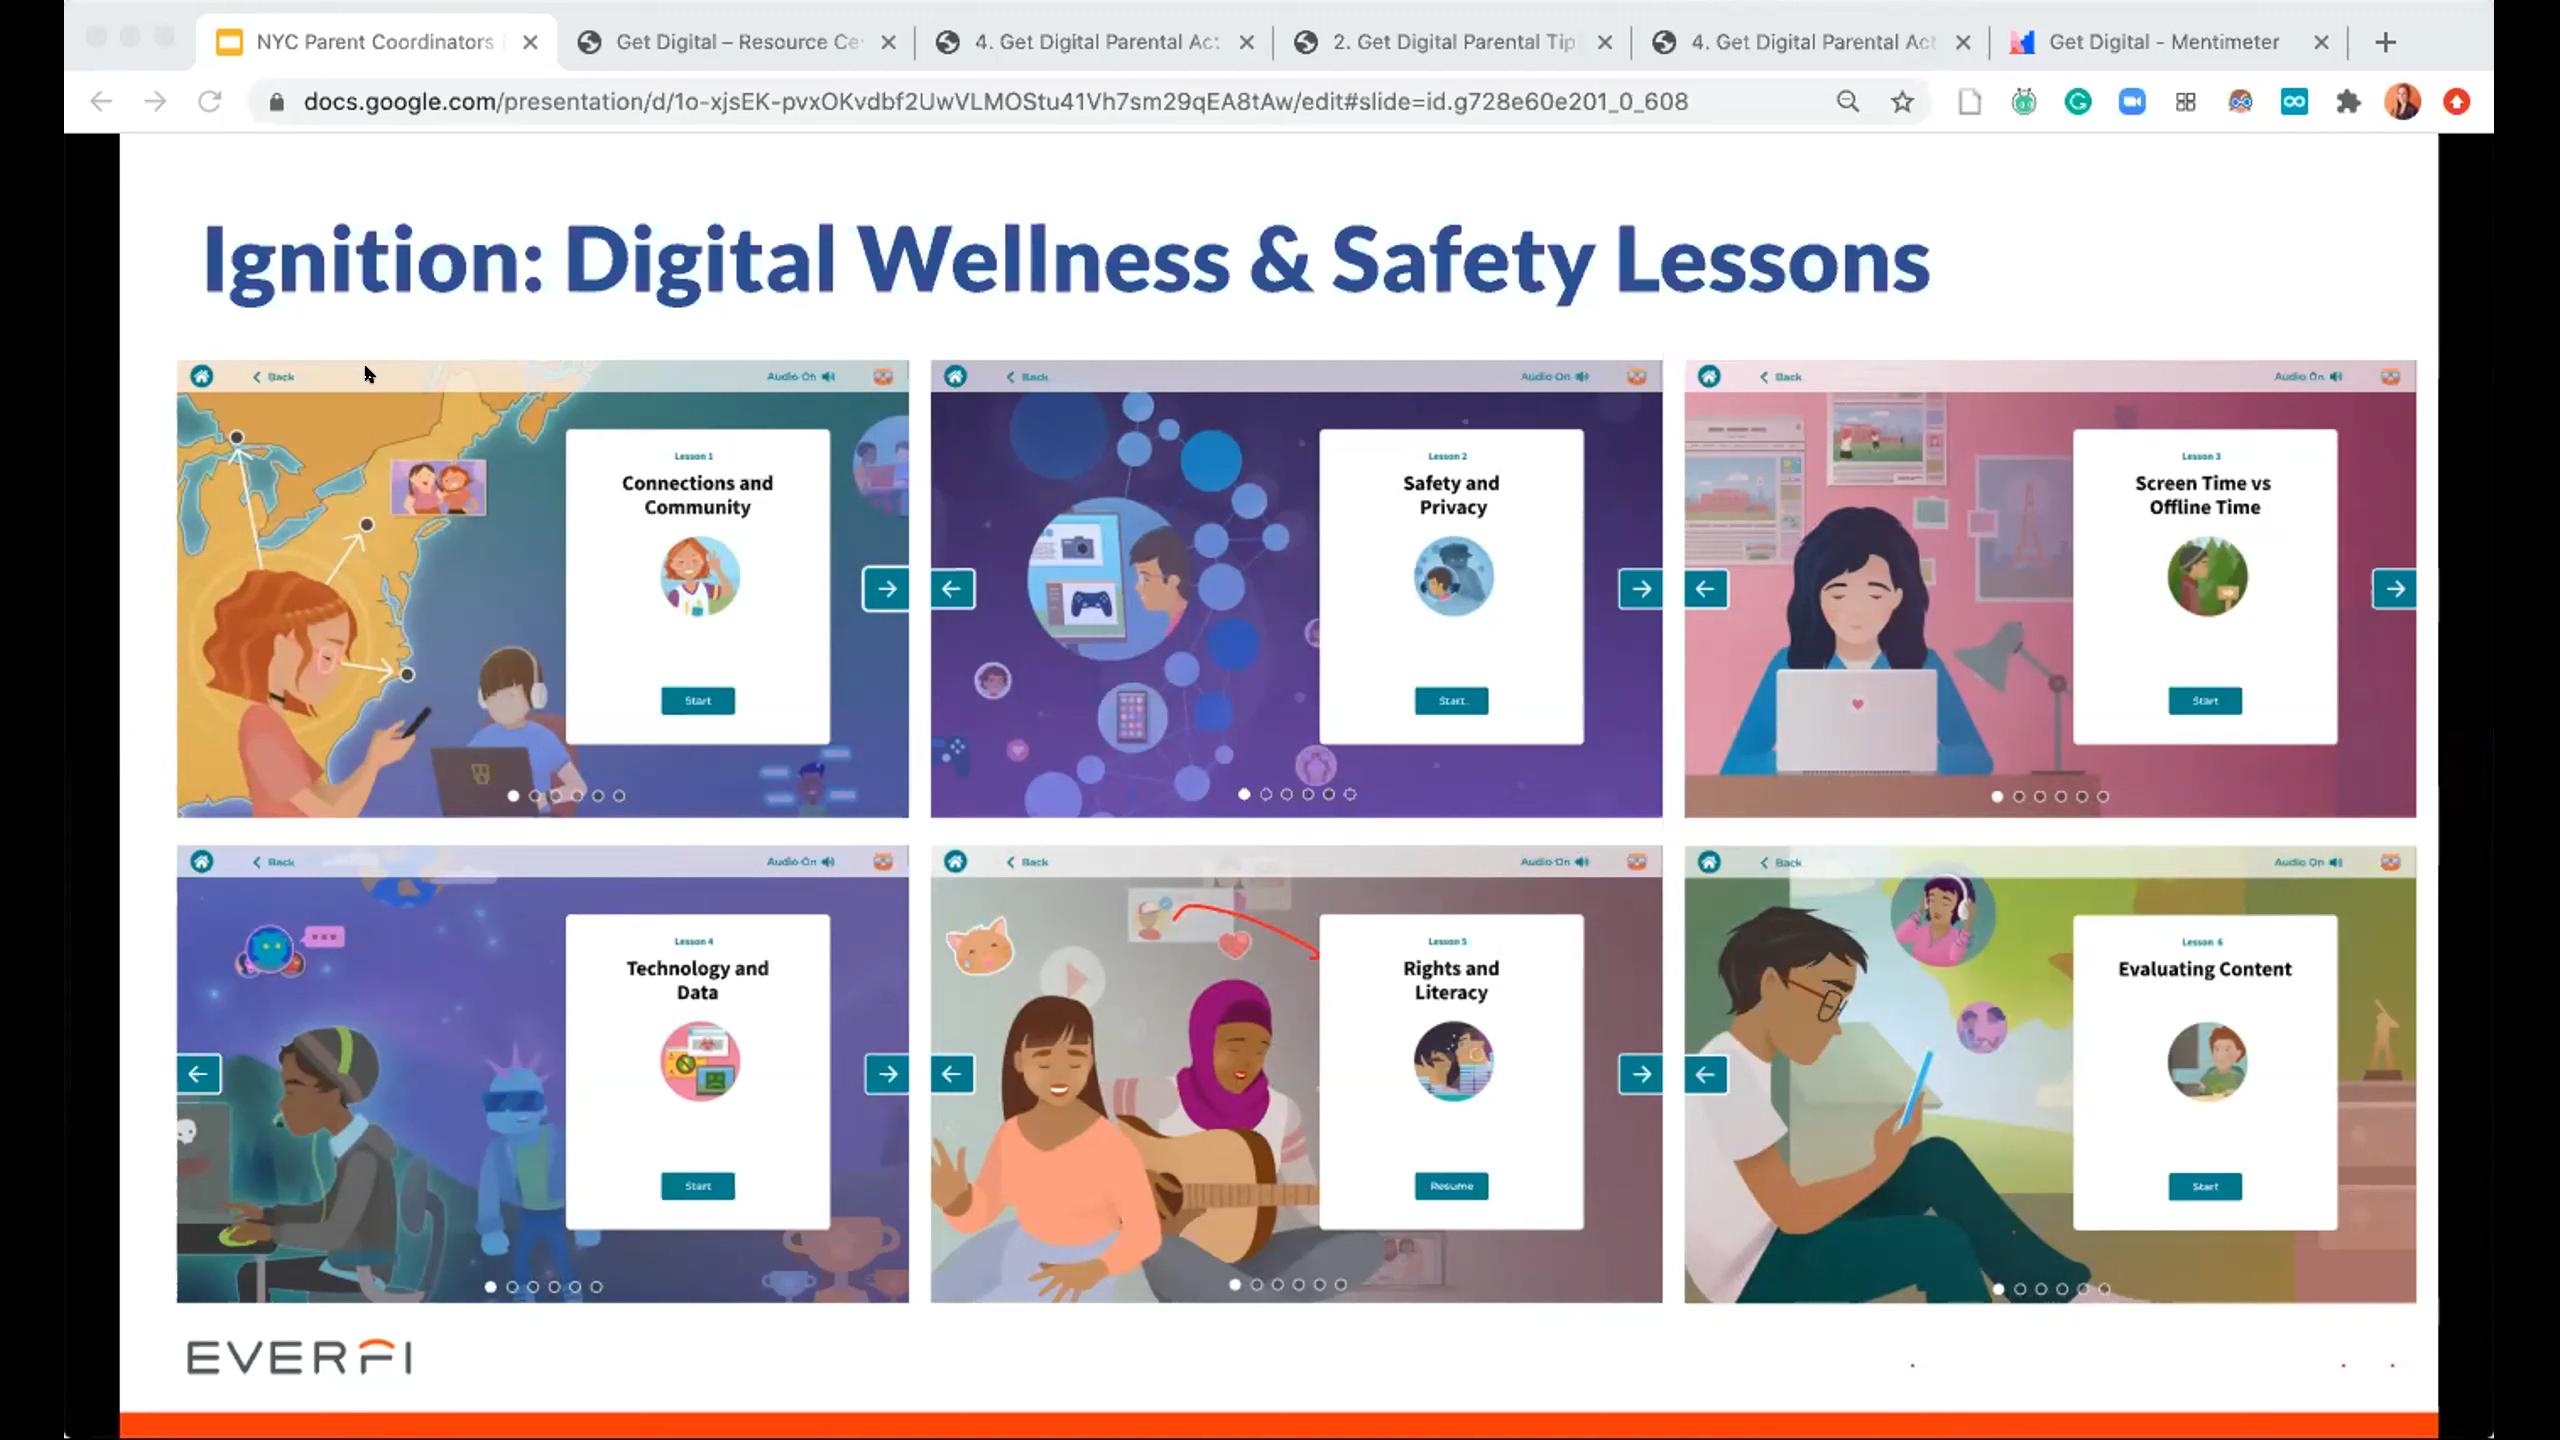 NYC Parent Coordinators
Get Digital – Resource Ce
4. Get Digital Parental Ac
2. Get Digital Parental Tip
4. Get Digital Parental Act
Get Digital - Mentimeter
docs.google.com/presentation/d/1o-xjsEK-pvxOKvdbf2UwVLMOStu41Vh7sm29qEA8tAw/edit#slide=id.g728e60e201_0_608
Ignition: Digital Wellness & Safety Lessons
Back
Audio On
Lesson 1
Connections and
Community
Start
Back
Audio On
Lesson 2
Safety and
Privacy
Start
Back
Audio On
Lesson 3
Screen Time vs
Offline Time
Start
Back
Audio On
Lesson 4
Technology and
Data
Start
Back
Audio On
Lesson 5
Rights and
Literacy
Resume
Back
Audio On
Lesson 6
Evaluating Content
Start
EVERFI